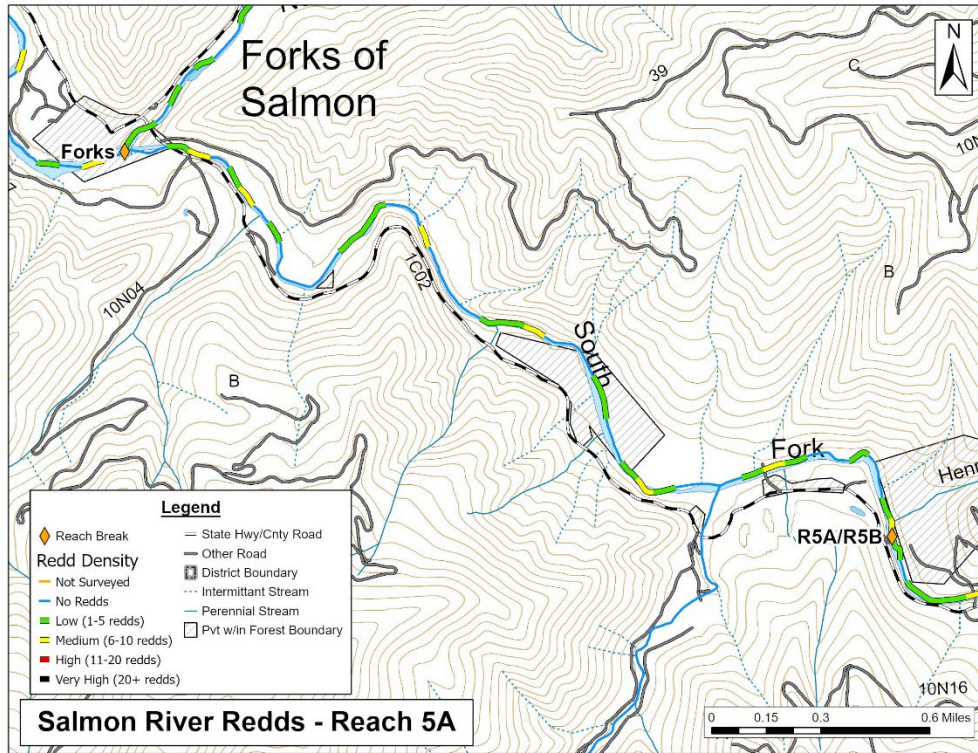 Forks of
Salmon
N
39
C
10N
Forks
1C02
10N04
B
B
South
Fork
Henr
R5A/R5B
10N16
Legend
Reach Break
Redd Density
Not Surveyed
No Redds
Low (1-5 redds)
Medium (6-10 redds)
High (11-20 redds)
Very High (20+ redds)
State Hwy/Cnty Road
Other Road
District Boundary
Intermittant Stream
Perennial Stream
Pvt w/in Forest Boundary
Salmon River Redds - Reach 5A
0 0.15 0.3 0.6 Miles